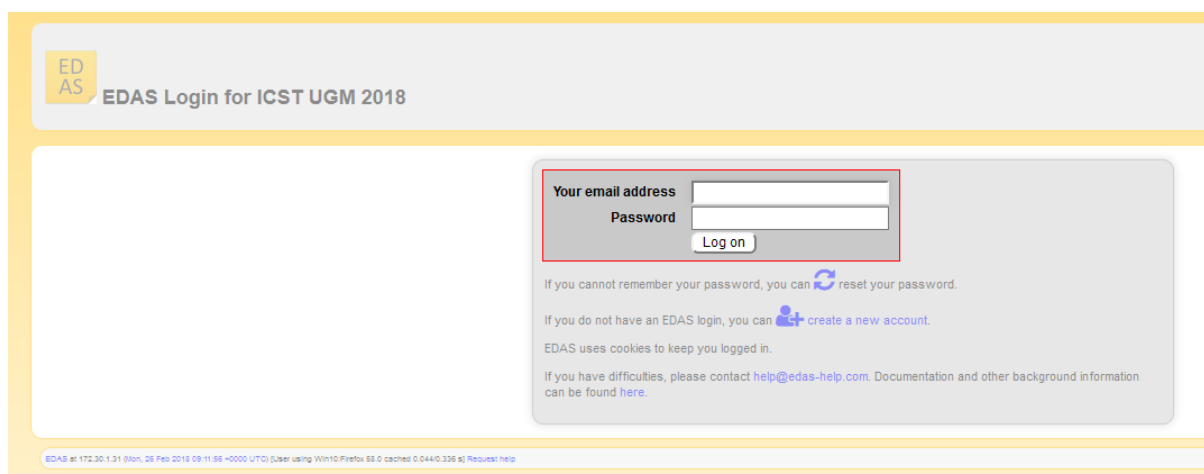 ED
AS
EDAS Login for ICST UGM 2018
Your email address
Password
Log on
If you cannot remember your password, you can reset your password.
If you do not have an EDAS login, you can create a new account.
EDAS uses cookies to keep you logged in.
If you have difficulties, please contact help@edas-help.com. Documentation and other background information
can be found here.
EDAS at 172.30.1.31 (Mon, 26 Feb 2018 09:11:56 +0000 UTC) [User using Win10:Firefox 58.0 cached 0.044/0.336 s] Request help